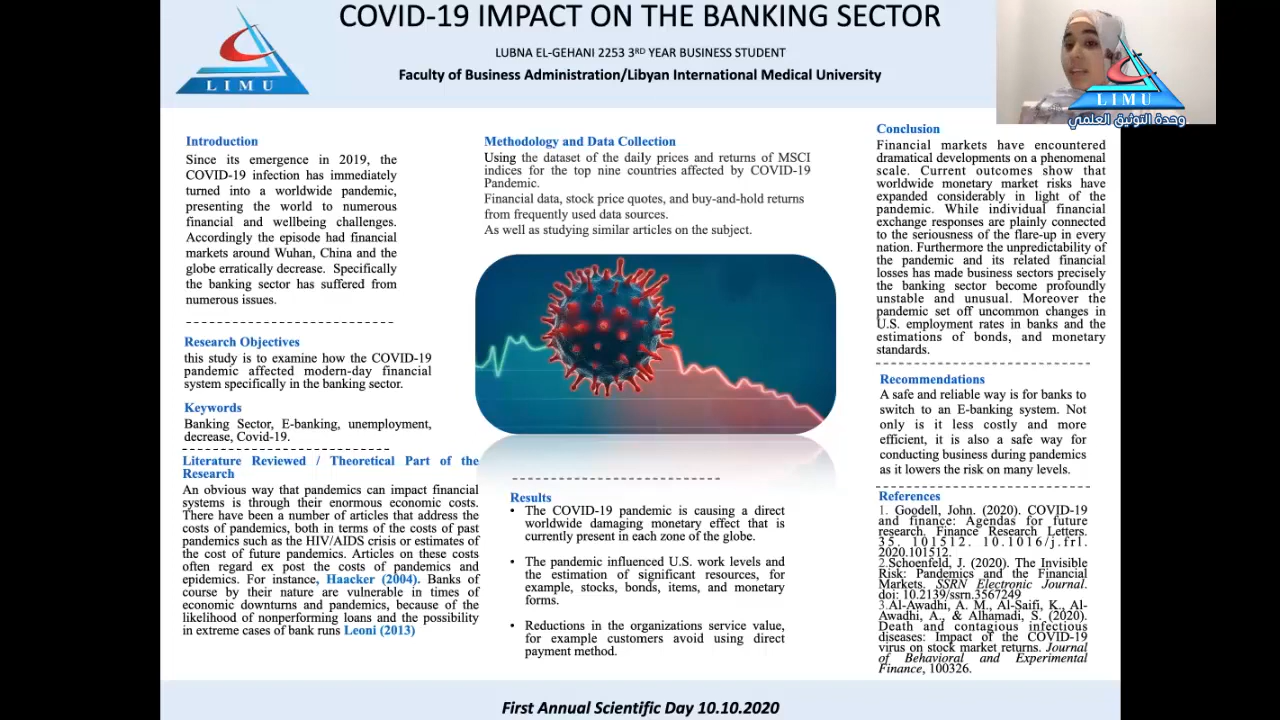 COVID-19 IMPACT ON THE BANKING SECTOR
LUBNA EL-GEHANI 2253 3RD YEAR BUSINESS STUDENT
Faculty of Business Administration/Libyan International Medical University
LIMU
LIMU
وحدة التوثيق العلمي
Introduction
Since its emergence in 2019, the
COVID-19 infection has immediately
turned into a worldwide pandemic,
presenting the world to numerous
financial and wellbeing challenges.
Accordingly the episode had financial
markets around Wuhan, China and the
globe erratically decrease. Specifically
the banking sector has suffered from
numerous issues.
Research Objectives
this study is to examine how the COVID-19
pandemic affected modern-day financial
system specifically in the banking sector.
Keywords
Banking Sector, E-banking, unemployment,
decrease, Covid-19.
Literature Reviewed / Theoretical Part of the
Research
An obvious way that pandemics can impact financial
systems is through their enormous economic costs.
There have been a number of articles that address the
costs of pandemics, both in terms of the costs of past
pandemics such as the HIV/AIDS crisis or estimates of
the cost of future pandemics. Articles on these costs
often regard ex post the costs of pandemics and
epidemics. For instance, Haacker (2004). Banks of
course by their nature are vulnerable in times of
economic downturns and pandemics, because of the
likelihood of nonperforming loans and the possibility
in extreme cases of bank runs Leoni (2013)
Methodology and Data Collection
Using the dataset of the daily prices and returns of MSCI
indices for the top nine countries affected by COVID-19
Pandemic.
Financial data, stock price quotes, and buy-and-hold returns
from frequently used data sources.
As well as studying similar articles on the subject.
Results
• The COVID-19 pandemic is causing a direct
worldwide damaging monetary effect that is
currently present in each zone of the globe.
• The pandemic influenced U.S. work levels and
the estimation of significant resources, for
example, stocks, bonds, items, and monetary
forms.
• Reductions in the organizations service value,
for example customers avoid using direct
payment method.
Conclusion
Financial markets have encountered
dramatical developments on a phenomenal
scale. Current outcomes show that
worldwide monetary market risks have
expanded considerably in light of the
pandemic. While individual financial
exchange responses are plainly connected
to the seriousness of the flare-up in every
nation. Furthermore the unpredictability of
the pandemic and its related financial
losses has made business sectors precisely
the banking sector become profoundly
unstable and unusual. Moreover the
pandemic set off uncommon changes in
U.S. employment rates in banks and the
estimations of bonds, and monetary
standards.
Recommendations
A safe and reliable way is for banks to
switch to an E-banking system. Not
only is it less costly and more
efficient, it is also a safe way for
conducting business during pandemics
as it lowers the risk on many levels.
References
1. Goodell, John. (2020). COVID-19
and finance: Agendas for future
research. Finance Research Letters.
35. 101512. 10.1016/j.frl.
2020.101512.
2.Schoenfeld, J. (2020). The Invisible
Risk: Pandemics and the Financial
Markets. SSRN Electronic Journal.
doi: 10.2139/ssrn.3567249
3.Al-Awadhi, A. M., Al-Saifi, K., Al-
Awadhi, A., & Alhamadi, S. (2020).
Death and contagious infectious
diseases: Impact of the COVID-19
virus on stock market returns. Journal
of Behavioral and Experimental
Finance, 100326.
First Annual Scientific Day 10.10.2020